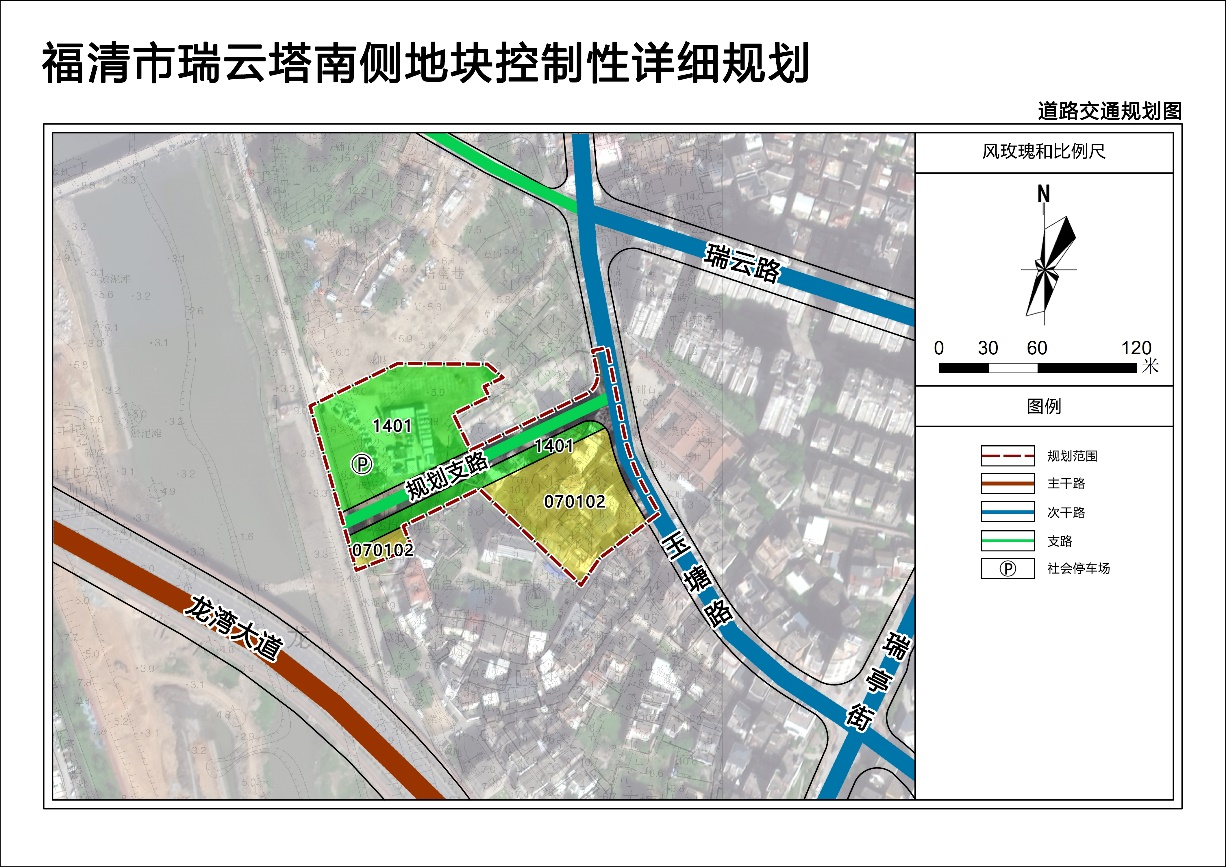 福清市瑞云塔南侧地块控制性详细规划
道路交通规划图
风玫瑰和比例尺
N
0 30 60 120
米
图例
规划范围
主干路
次干路
支路
P 社会停车场
瑞云路
1401
P
规划支路
1401
070102
070102
玉塘路
龙湾大道
瑞亭街